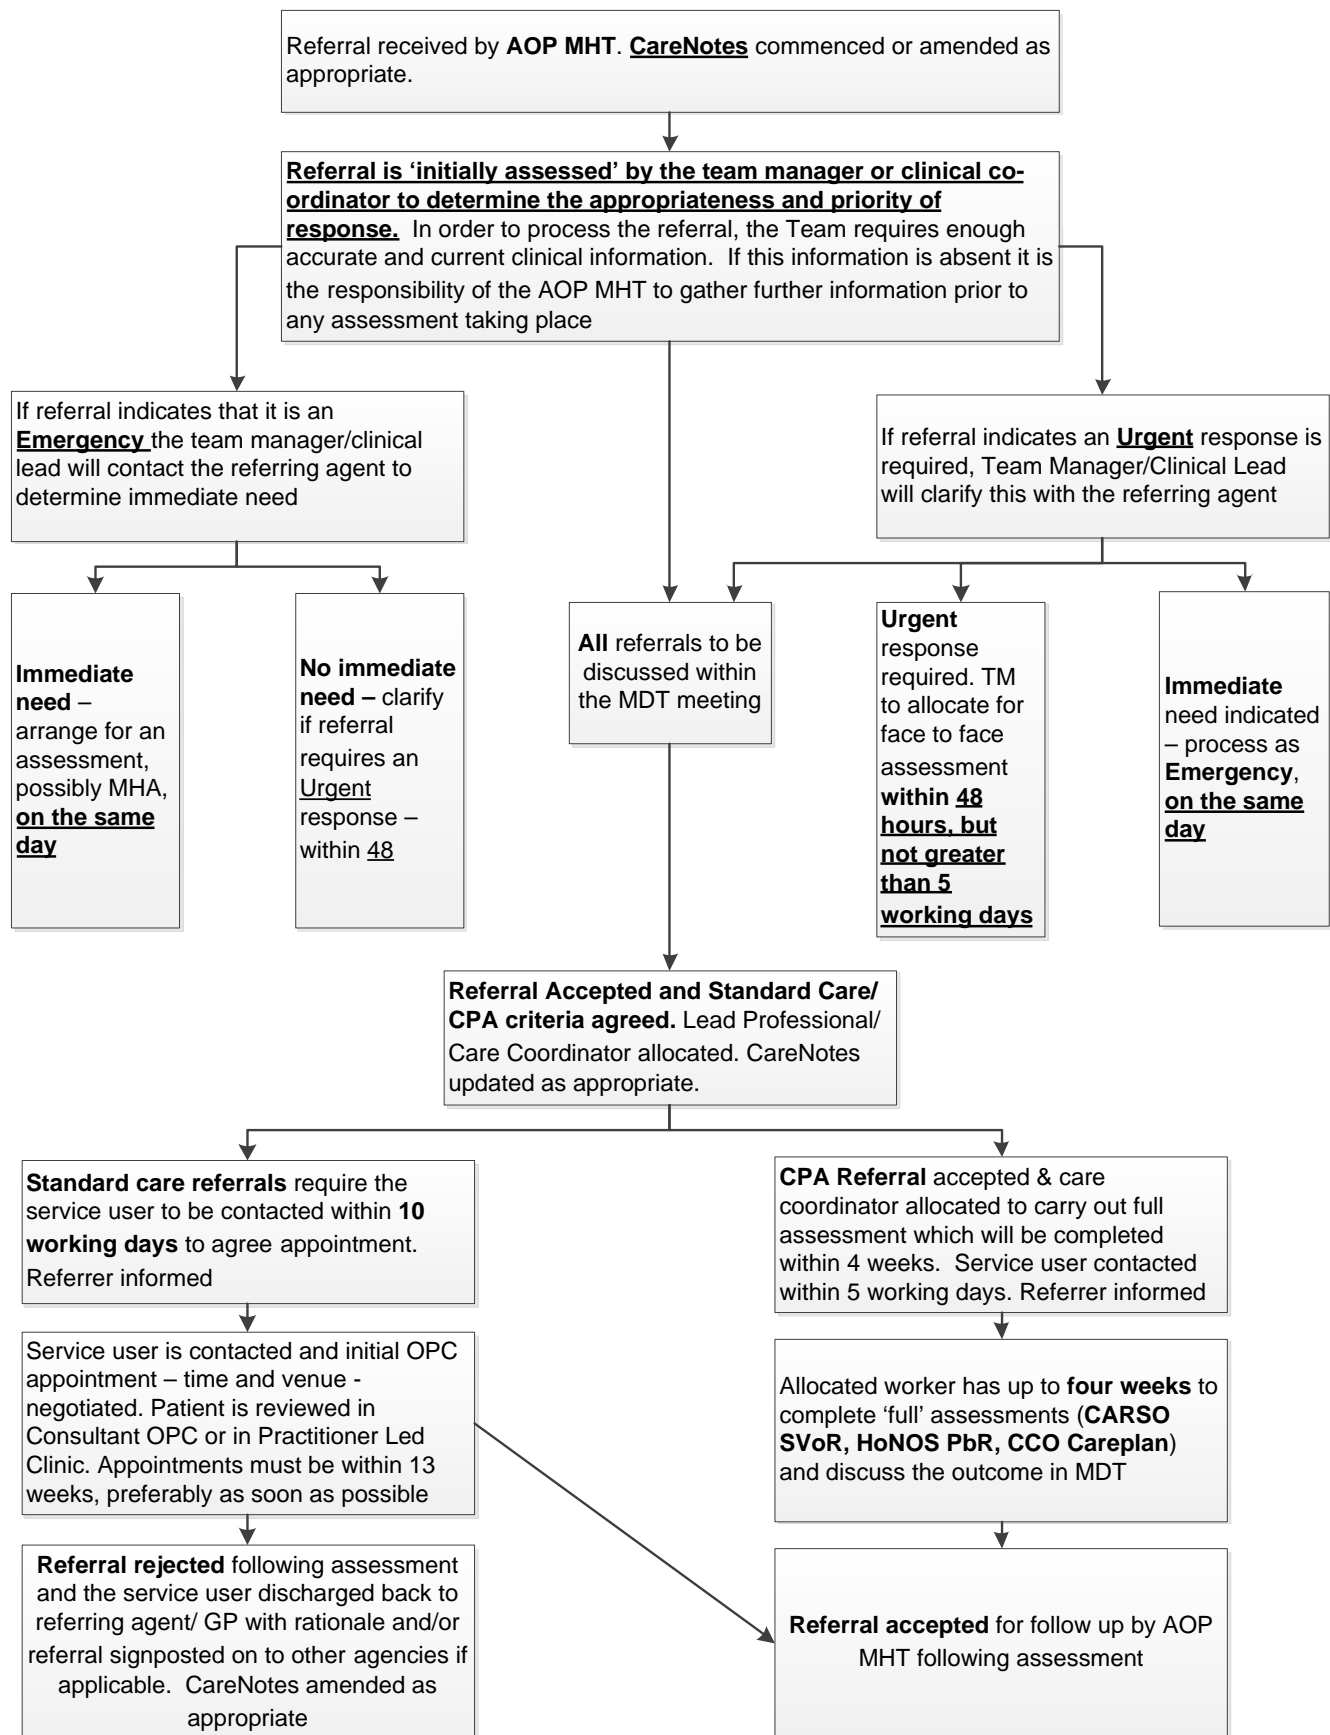 Referral received by AOP MHT. CareNotes commenced or amended as
appropriate.
Referral is ‘initially assessed’ by the team manager or clinical co-
ordinator to determine the appropriateness and priority of
response. In order to process the referral, the Team requires enough
accurate and current clinical information. If this information is absent it is
the responsibility of the AOP MHT to gather further information prior to
any assessment taking place
If referral indicates that it is an
Emergency the team manager/clinical
lead will contact the referring agent to
determine immediate need
If referral indicates an Urgent response is
required, Team Manager/Clinical Lead
will clarify this with the referring agent
Immediate
need –
arrange for an
assessment,
possibly MHA,
on the same
day
No immediate
need – clarify
if referral
requires an
Urgent
response –
within 48
All referrals to be
discussed within
the MDT meeting
Urgent
response
required. TM
to allocate for
face to face
assessment
within 48
hours, but
not greater
than 5
working days
Immediate
need indicated
– process as
Emergency,
on the same
day
Referral Accepted and Standard Care/
CPA criteria agreed. Lead Professional/
Care Coordinator allocated. CareNotes
updated as appropriate.
Standard care referrals require the
service user to be contacted within 10
working days to agree appointment.
Referrer informed
CPA Referral accepted & care
coordinator allocated to carry out full
assessment which will be completed
within 4 weeks. Service user contacted
within 5 working days. Referrer informed
Service user is contacted and initial OPC
appointment – time and venue -
negotiated. Patient is reviewed in
Consultant OPC or in Practitioner Led
Clinic. Appointments must be within 13
weeks, preferably as soon as possible
Allocated worker has up to four weeks to
complete ‘full’ assessments (CARSO
SVoR, HoNOS PbR, CCO Careplan)
and discuss the outcome in MDT
Referral rejected following assessment
and the service user discharged back to
referring agent/ GP with rationale and/or
referral signposted on to other agencies if
applicable. CareNotes amended as
appropriate
Referral accepted for follow up by AOP
MHT following assessment